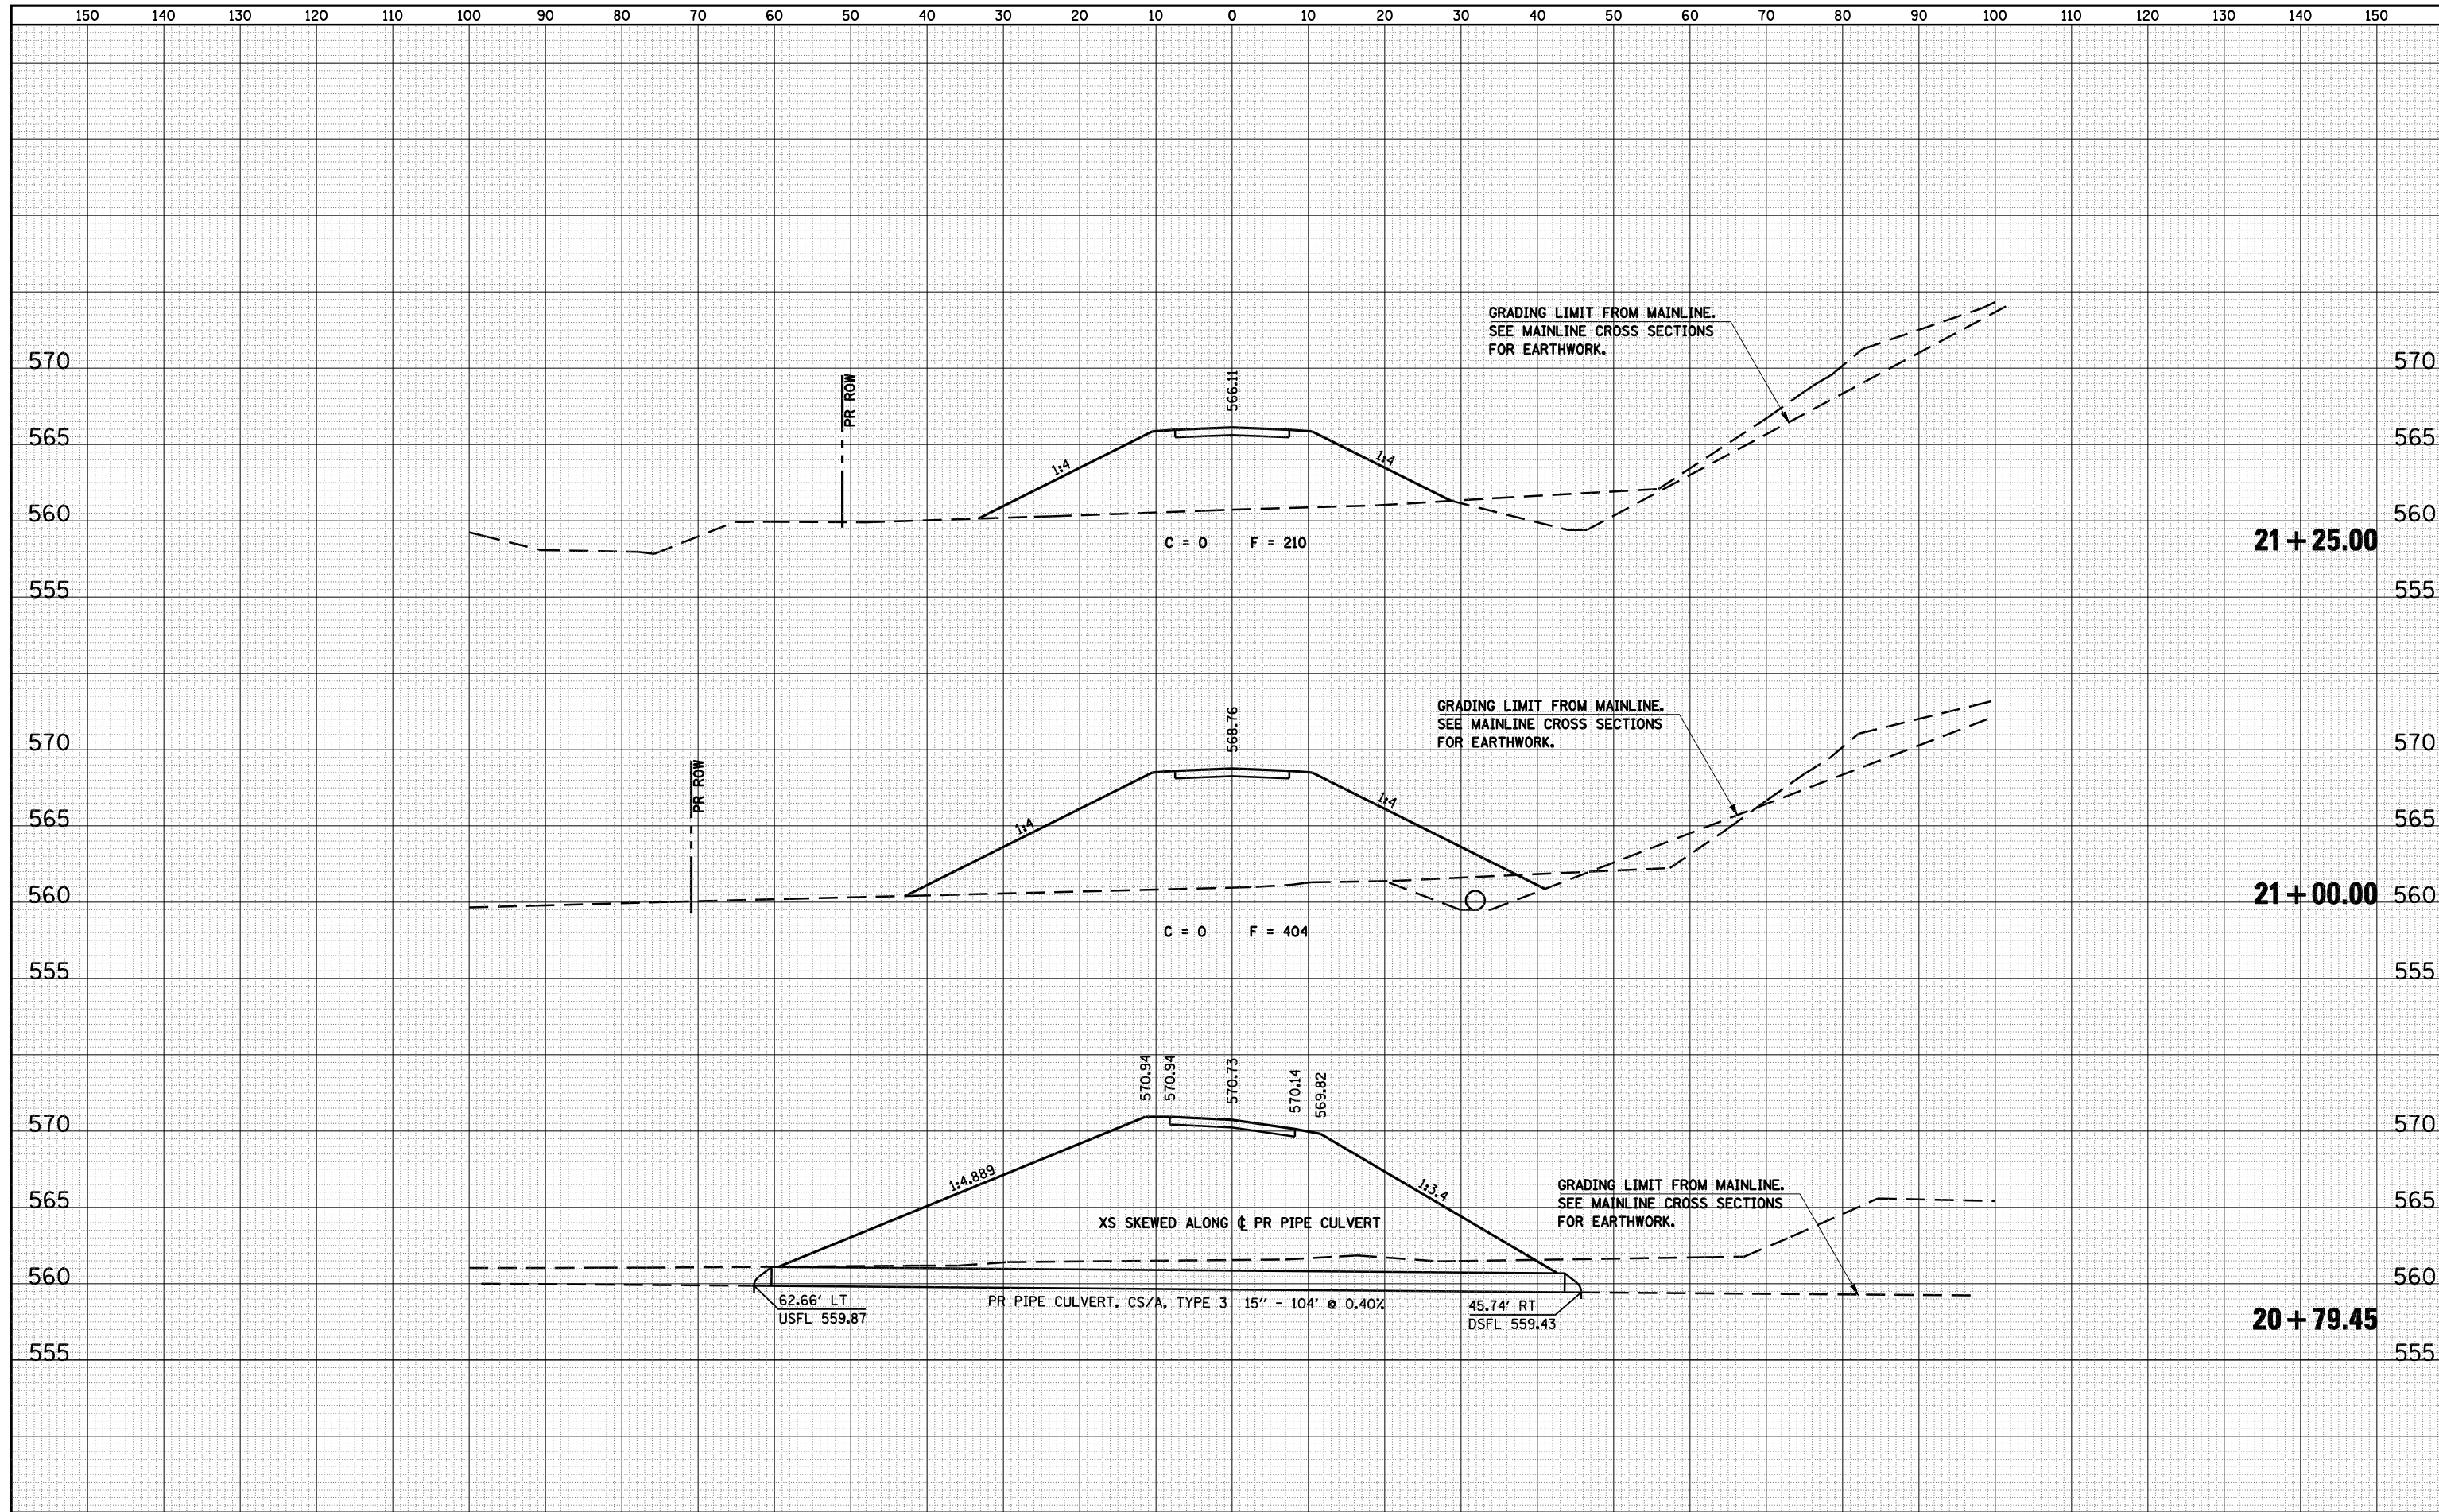 150 140 130 120 110 100 90 80 70 60 50 40 30 20 10 0 10 20 30 40 50 60 70 80 90 100 110 120 130 140 150
GRADING LIMIT FROM MAINLINE.
SEE MAINLINE CROSS SECTIONS
FOR EARTHWORK.
570 570
PR ROW
566.11
565 565
1:4 1:4
560 560
C = 0 F = 210
21+25.00
555 555
GRADING LIMIT FROM MAINLINE.
SEE MAINLINE CROSS SECTIONS
FOR EARTHWORK.
568.76
570 570
PR ROW
1:4
565 565
1:4
560 560
21+00.00
C = 0 F = 404
555 555
570.94 570.94 570.73 570.14 569.82
570 570
1:4.889 1:3.4
GRADING LIMIT FROM MAINLINE.
SEE MAINLINE CROSS SECTIONS
FOR EARTHWORK.
565 565
XS SKEWED ALONG ℄ PR PIPE CULVERT
560 560
62.66' LT
USFL 559.87
PR PIPE CULVERT, CS/A, TYPE 3 15" - 104' @ 0.40%
45.74' RT
DSFL 559.43
20+79.45
555 555